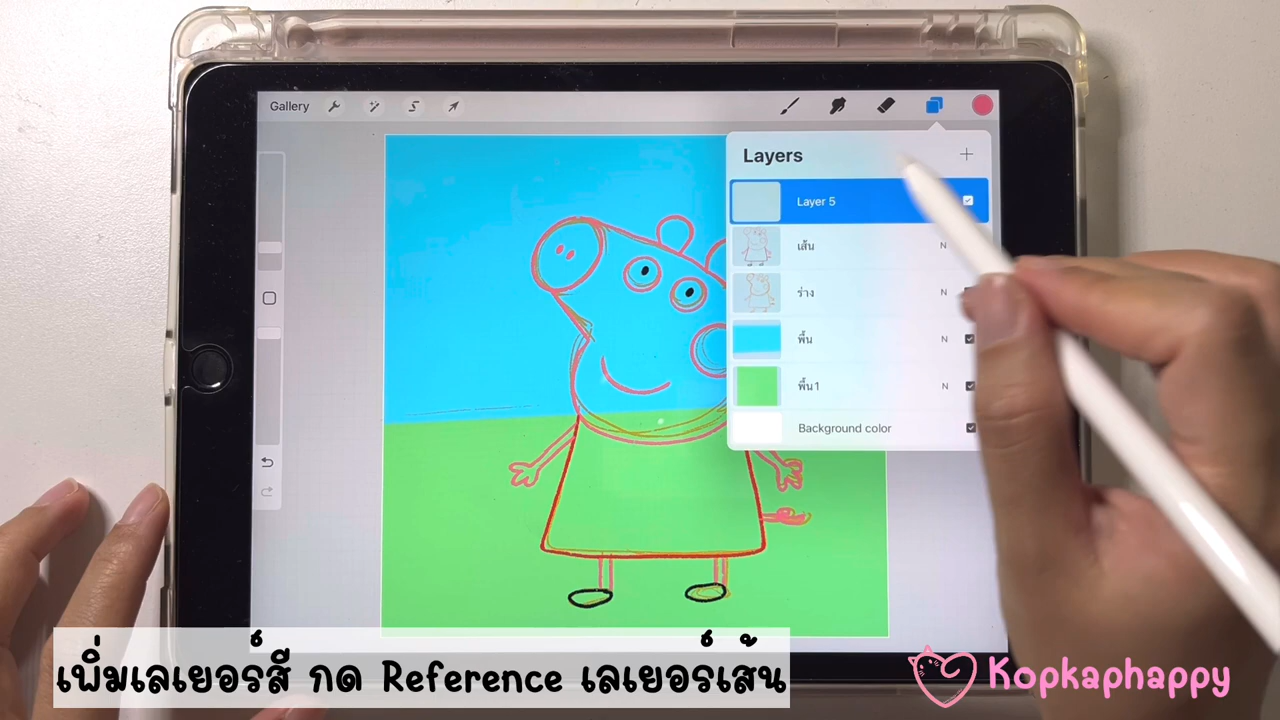 Gallery
Layers
Layer 5
เส้น N
ร่าง N
พื้น N
พื้น1 N
Background color
เพิ่มเลเยอร์สี กด Reference เลเยอร์เส้น
Kopkaphappy